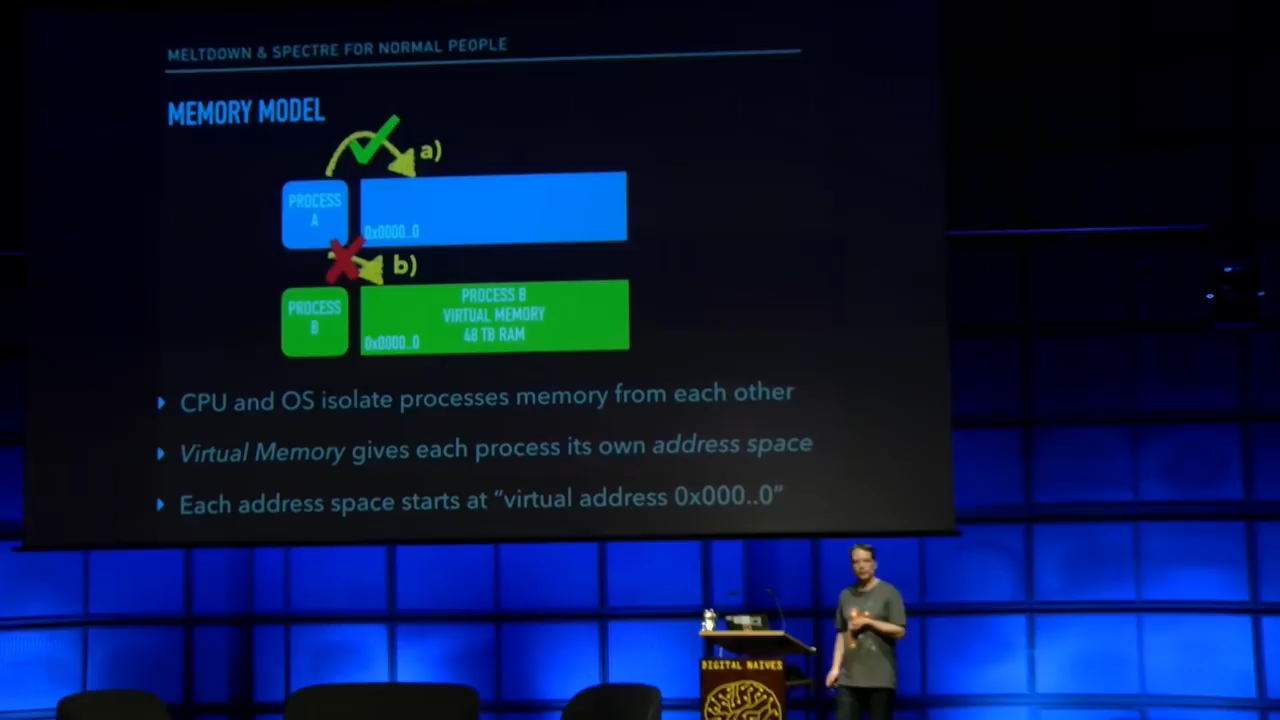 MELTDOWN & SPECTRE FOR NORMAL PEOPLE
MEMORY MODEL
a)
PROCESS
A
0x0000..0
b)
PROCESS
B
PROCESS B
VIRTUAL MEMORY
48 TB RAM
0x0000..0
CPU and OS isolate processes memory from each other
Virtual Memory gives each process its own address space
Each address space starts at “virtual address 0x000..0”
DIGITAL NAIVES